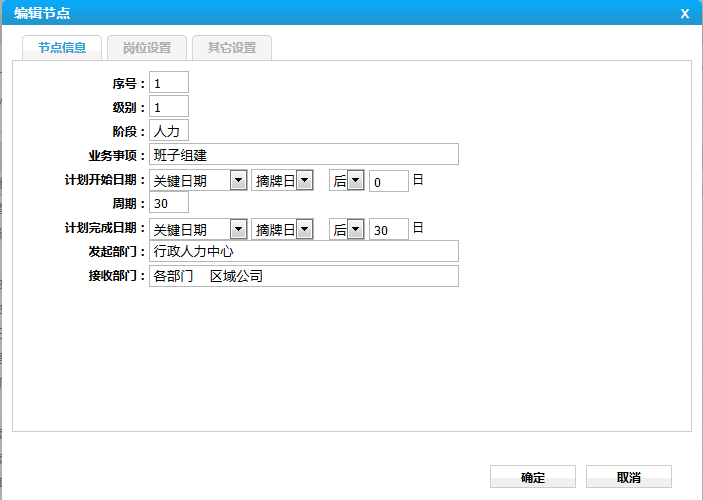 编辑节点 X
节点信息 岗位设置 其它设置
序号： 1
级别： 1
阶段： 人力
业务事项： 班子组建
计划开始日期： 关键日期 摘牌日 后 0 日
周期： 30
计划完成日期： 关键日期 摘牌日 后 30 日
发起部门： 行政人力中心
接收部门： 各部门 区域公司
确定 取消